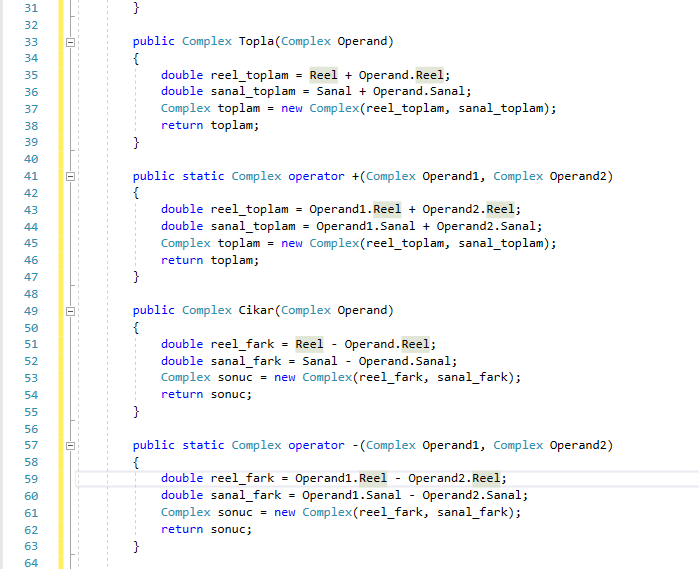 31 }
32
33 public Complex Topla(Complex Operand)
34 {
35 double reel_toplam = Reel + Operand.Reel;
36 double sanal_toplam = Sanal + Operand.Sanal;
37 Complex toplam = new Complex(reel_toplam, sanal_toplam);
38 return toplam;
39 }
40
41 public static Complex operator +(Complex Operand1, Complex Operand2)
42 {
43 double reel_toplam = Operand1.Reel + Operand2.Reel;
44 double sanal_toplam = Operand1.Sanal + Operand2.Sanal;
45 Complex toplam = new Complex(reel_toplam, sanal_toplam);
46 return toplam;
47 }
48
49 public Complex Cikar(Complex Operand)
50 {
51 double reel_fark = Reel - Operand.Reel;
52 double sanal_fark = Sanal - Operand.Sanal;
53 Complex sonuc = new Complex(reel_fark, sanal_fark);
54 return sonuc;
55 }
56
57 public static Complex operator -(Complex Operand1, Complex Operand2)
58 {
59 double reel_fark = Operand1.Reel - Operand2.Reel;
60 double sanal_fark = Operand1.Sanal - Operand2.Sanal;
61 Complex sonuc = new Complex(reel_fark, sanal_fark);
62 return sonuc;
63 }
64